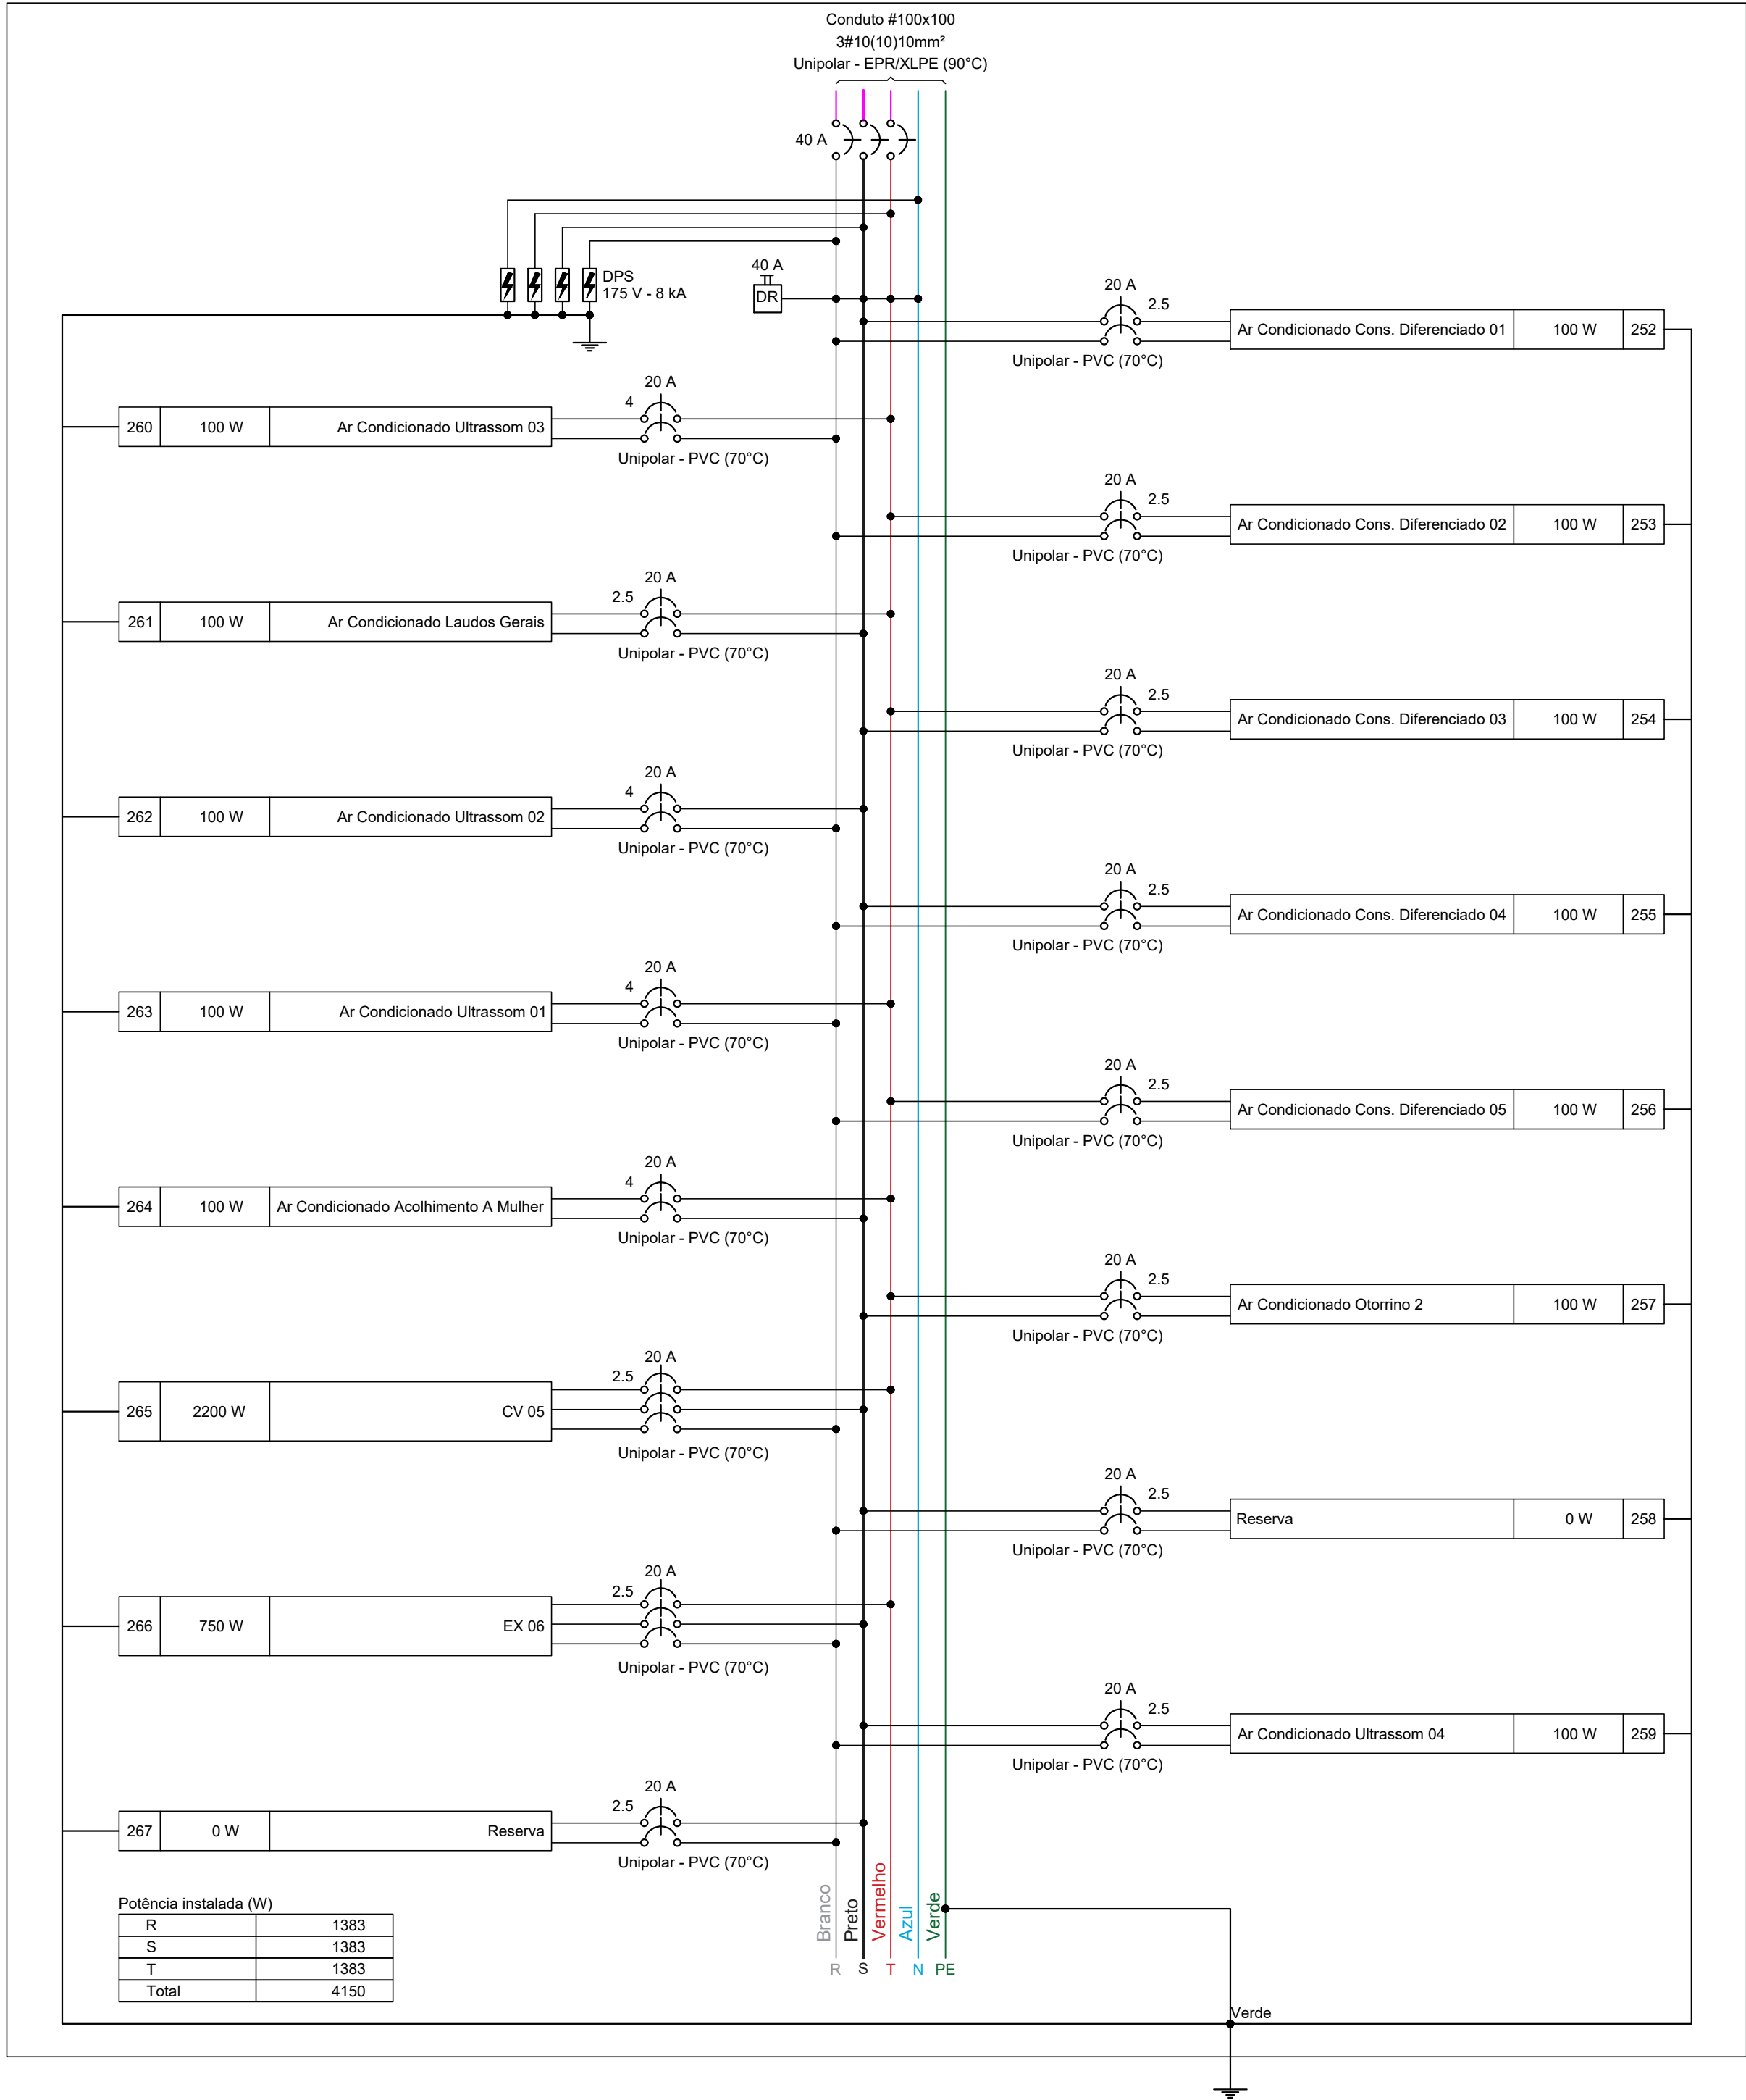 Conduto #100x100
3#10(10)10mm²
Unipolar - EPR/XLPE (90°C)
40 A
DPS
175 V - 8 kA
40 A
DR
20 A
2.5
Ar Condicionado Cons. Diferenciado 01 100 W 252
Unipolar - PVC (70°C)
20 A
4
260 100 W Ar Condicionado Ultrassom 03
Unipolar - PVC (70°C)
20 A
2.5
Ar Condicionado Cons. Diferenciado 02 100 W 253
Unipolar - PVC (70°C)
20 A
2.5
261 100 W Ar Condicionado Laudos Gerais
Unipolar - PVC (70°C)
20 A
2.5
Ar Condicionado Cons. Diferenciado 03 100 W 254
Unipolar - PVC (70°C)
20 A
4
262 100 W Ar Condicionado Ultrassom 02
Unipolar - PVC (70°C)
20 A
2.5
Ar Condicionado Cons. Diferenciado 04 100 W 255
Unipolar - PVC (70°C)
20 A
4
263 100 W Ar Condicionado Ultrassom 01
Unipolar - PVC (70°C)
20 A
2.5
Ar Condicionado Cons. Diferenciado 05 100 W 256
Unipolar - PVC (70°C)
20 A
4
264 100 W Ar Condicionado Acolhimento A Mulher
Unipolar - PVC (70°C)
20 A
2.5
Ar Condicionado Otorrino 2 100 W 257
Unipolar - PVC (70°C)
20 A
2.5
265 2200 W CV 05
Unipolar - PVC (70°C)
20 A
2.5
Reserva 0 W 258
Unipolar - PVC (70°C)
20 A
2.5
266 750 W EX 06
Unipolar - PVC (70°C)
20 A
2.5
Ar Condicionado Ultrassom 04 100 W 259
Unipolar - PVC (70°C)
20 A
2.5
267 0 W Reserva
Unipolar - PVC (70°C)
Potência instalada (W)
R 1383
S 1383
T 1383
Total 4150
Branco
Preto
Vermelho
Azul
Verde
R S T N PE
Verde